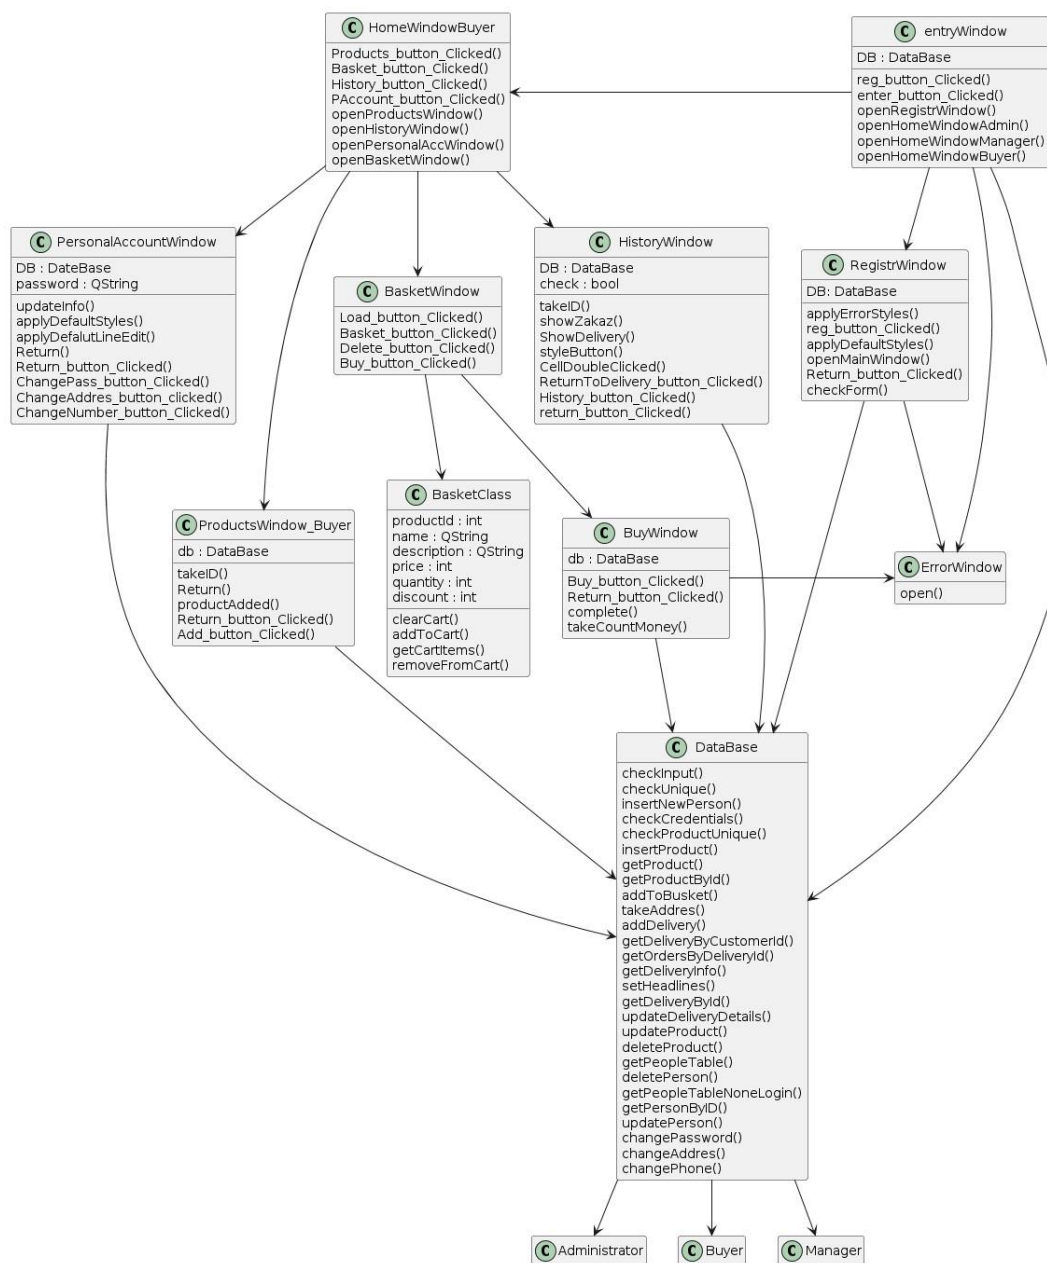 C HomeWindowBuyer
Products_button_Clicked()
Basket_button_Clicked()
History_button_Clicked()
PAccount_button_Clicked()
openProductsWindow()
openHistoryWindow()
openPersonalAccWindow()
openBasketWindow()
C entryWindow
DB : DataBase
reg_button_Clicked()
enter_button_Clicked()
openRegistrWindow()
openHomeWindowAdmin()
openHomeWindowManager()
openHomeWindowBuyer()
C PersonalAccountWindow
DB : DateBase
password : QString
updateInfo()
applyDefaultStyles()
applyDefalutLineEdit()
Return()
Return_button_Clicked()
ChangePass_button_Clicked()
ChangeAddres_button_clicked()
ChangeNumber_button_Clicked()
C BasketWindow
Load_button_Clicked()
Basket_button_Clicked()
Delete_button_Clicked()
Buy_button_Clicked()
C HistoryWindow
DB : DataBase
check : bool
takeID()
showZakaz()
ShowDelivery()
styleButton()
CellDoubleClicked()
ReturnToDelivery_button_Clicked()
History_button_Clicked()
return_button_Clicked()
C RegistrWindow
DB: DataBase
applyErrorStyles()
reg_button_Clicked()
applyDefaultStyles()
openMainWindow()
Return_button_Clicked()
checkForm()
C ProductsWindow_Buyer
db : DataBase
takeID()
Return()
productAdded()
Return_button_Clicked()
Add_button_Clicked()
C BasketClass
productId : int
name : QString
description : QString
price : int
quantity : int
discount : int
clearCart()
addToCart()
getCartItems()
removeFromCart()
C BuyWindow
db : DataBase
Buy_button_Clicked()
Return_button_Clicked()
complete()
takeCountMoney()
C ErrorWindow
open()
C DataBase
checkInput()
checkUnique()
insertNewPerson()
checkCredentials()
checkProductUnique()
insertProduct()
getProduct()
getProductById()
addToBusket()
takeAddres()
addDelivery()
getDeliveryByCustomerId()
getOrdersByDeliveryId()
getDeliveryInfo()
setHeadlines()
getDeliveryById()
updateDeliveryDetails()
updateProduct()
deleteProduct()
getPeopleTable()
deletePerson()
getPeopleTableNoneLogin()
getPersonByID()
updatePerson()
changePassword()
changeAddres()
changePhone()
C Administrator
C Buyer
C Manager